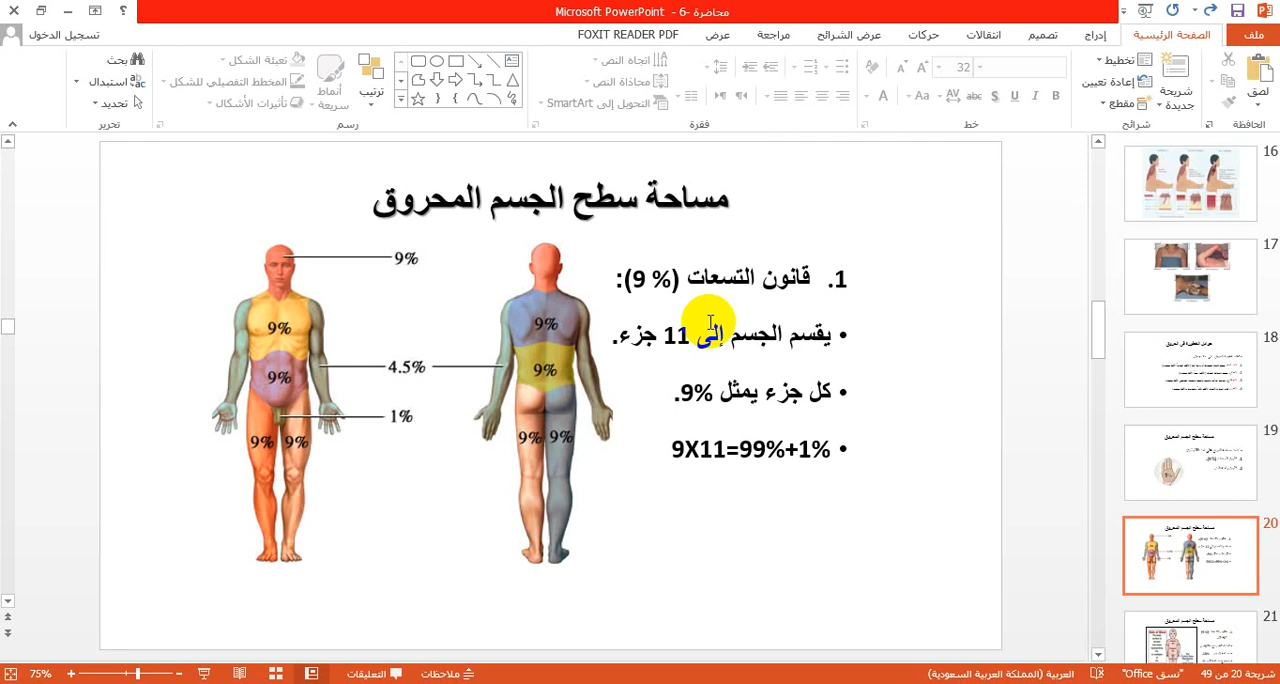 محاضرة -6 - Microsoft PowerPoint
ملف
الصفحة الرئيسية
إدراج
تصميم
انتقالات
حركات
عرض الشرائح
مراجعة
عرض
FOXIT READER PDF
تسجيل الدخول
لصق
الحافظة
شريحة جديدة
تخطيط
إعادة تعيين
مقطع
شرائح
32
B I U S abc AV Aa A
خط
اتجاه النص
محاذاة النص
التحويل إلى SmartArt
فقرة
ترتيب
أنماط سريعة
تعبئة الشكل
المخطط التفصيلي للشكل
تأثيرات الأشكال
رسم
بحث
استبدال
تحديد
تحرير
16
17
18
19
20
21
مساحة سطح الجسم المحروق
1. قانون التسعات (% 9):
• يقسم الجسم إلى 11 جزء.
• كل جزء يمثل 9%.
• 9X11=99%+1%
9%
9%
9%
4.5%
1%
9%
9%
9%
9%
9%
9%
شريحة 20 من 49
"نسق Office"
العربية (المملكة العربية السعودية)
ملاحظات
التعليقات
75%